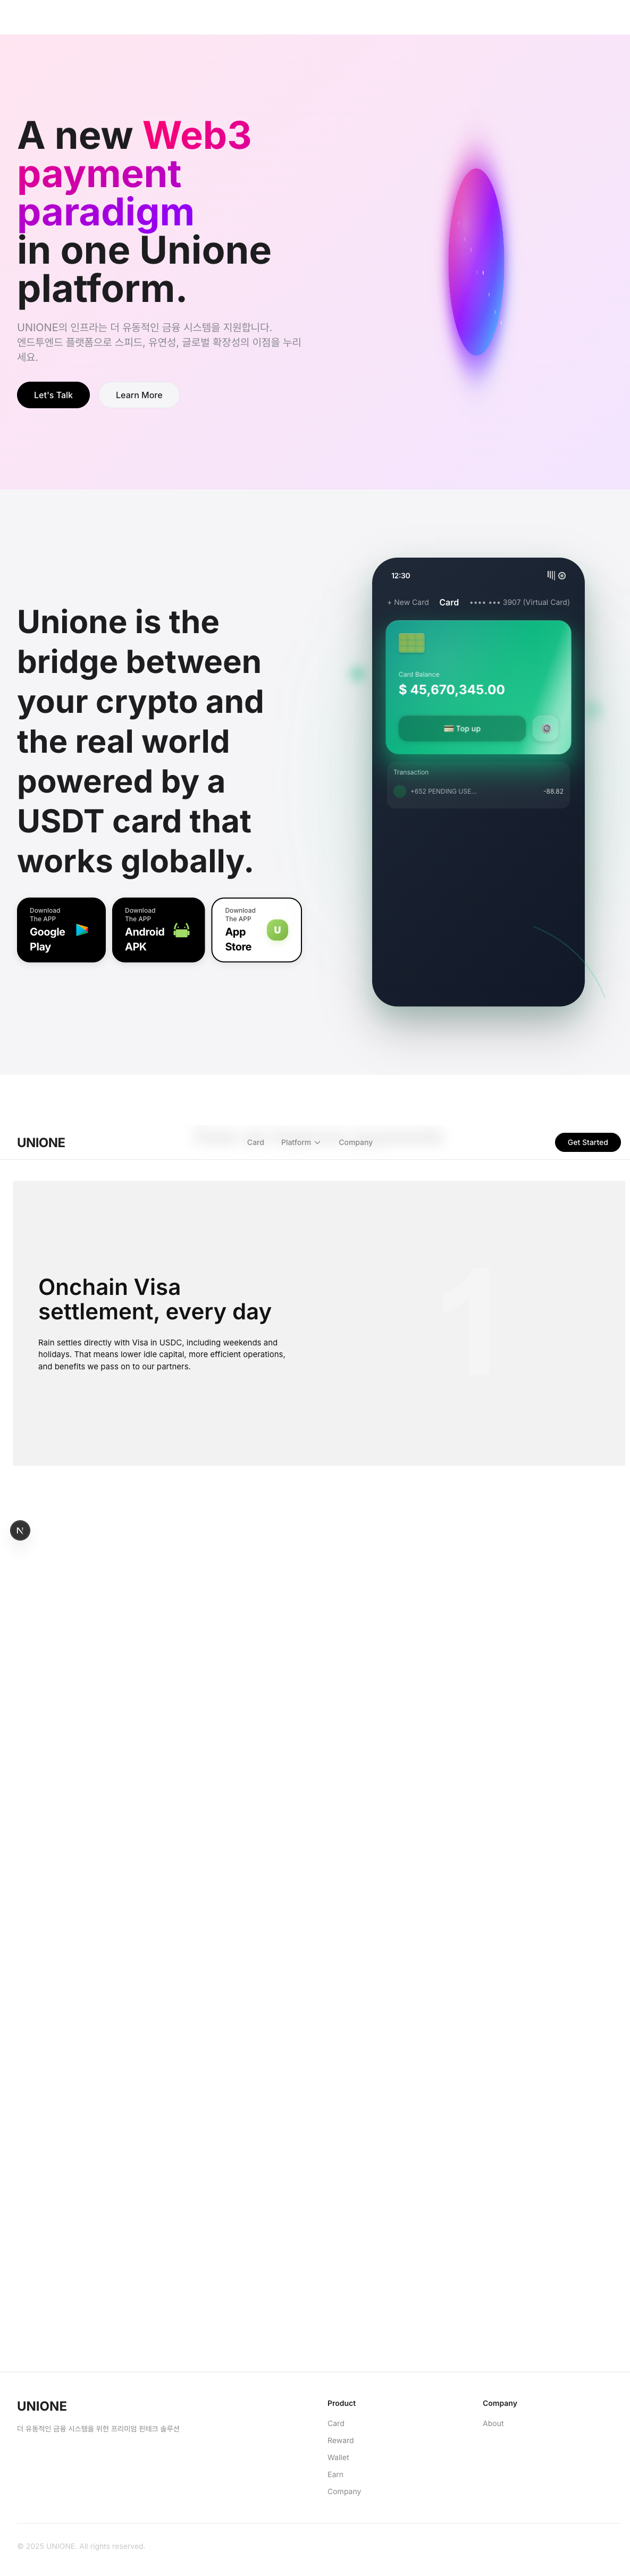 A new Web3
payment
paradigm
in one Unione
platform.
UNIONE의 인프라는 더 유동적인 금융 시스템을 지원합니다.
엔드투엔드 플랫폼으로 스피드, 유연성, 글로벌 확장성의 이점을 누리
세요.
Let's Talk
Learn More
12:30
+ New Card
Card
•••• ••• 3907 (Virtual Card)
Card Balance
$ 45,670,345.00
Top up
Transaction
+652 PENDING USE...
-88.82
Unione is the
bridge between
your crypto and
the real world
powered by a
USDT card that
works globally.
Download
The APP
Google
Play
Download
The APP
Android
APK
Download
The APP
App
Store
U
UNIONE
Card
Platform
Company
Get Started
Onchain Visa
settlement, every day
Rain settles directly with Visa in USDC, including weekends and
holidays. That means lower idle capital, more efficient operations,
and benefits we pass on to our partners.
1
N
UNIONE
더 유동적인 금융 시스템을 위한 프리미엄 핀테크 솔루션
Product
Card
Reward
Wallet
Earn
Company
Company
About
© 2025 UNIONE. All rights reserved.